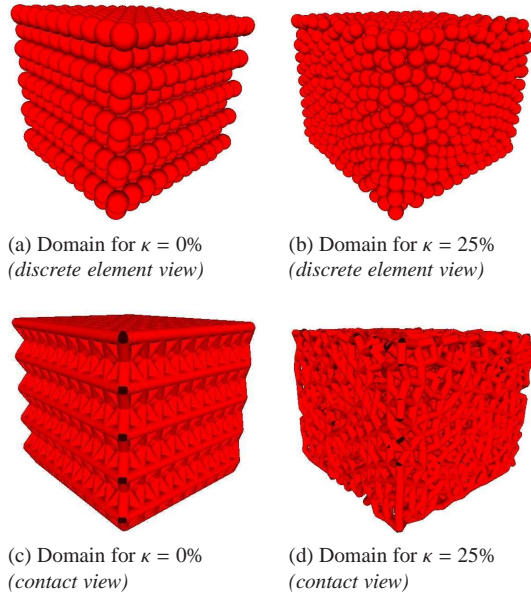 (a) Domain for κ = 0%
(discrete element view)
(b) Domain for κ = 25%
(discrete element view)
(c) Domain for κ = 0%
(contact view)
(d) Domain for κ = 25%
(contact view)